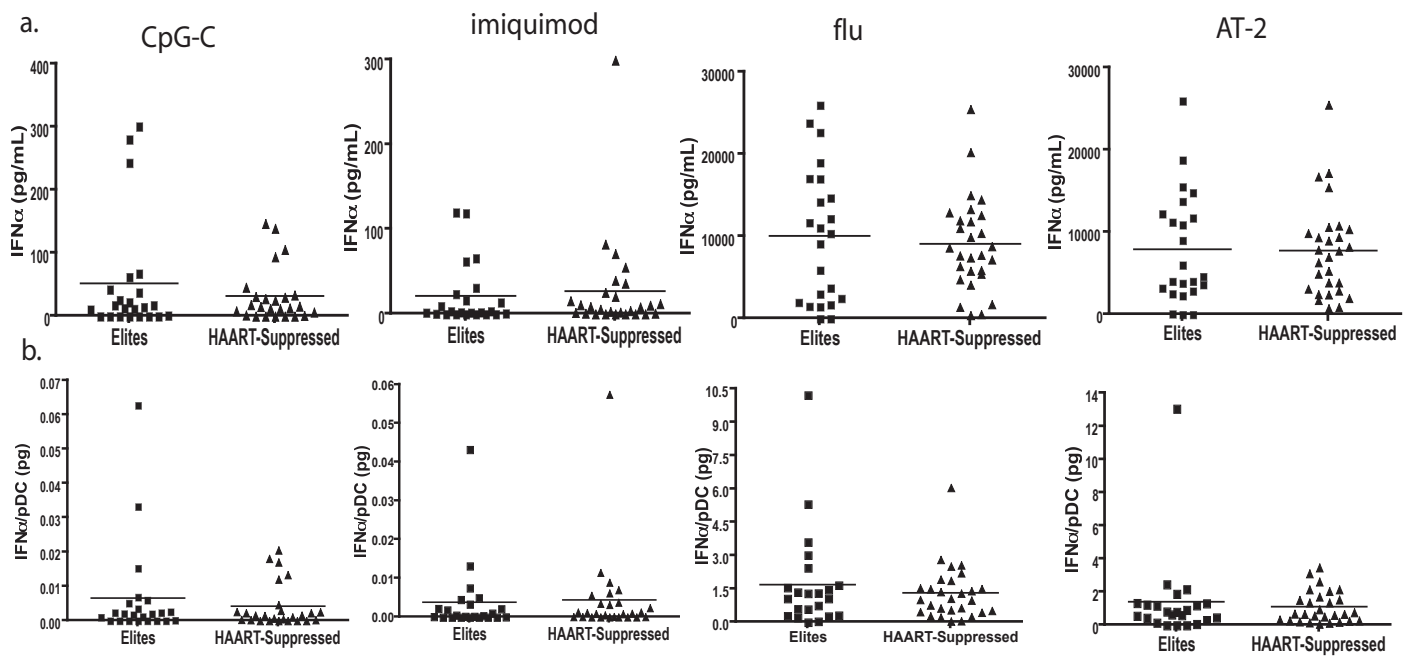 a.
CpG-C
imiquimod
flu
AT-2
IFNα (pg/mL)
400
300
200
100
0
Elites
HAART-Suppressed
IFNα (pg/mL)
300
200
100
0
Elites
HAART-Suppressed
IFNα (pg/mL)
30000
20000
10000
0
Elites
HAART-Suppressed
IFNα (pg/mL)
30000
20000
10000
0
Elites
HAART-Suppressed
b.
IFNα/pDC (pg)
0.07
0.06
0.05
0.04
0.03
0.02
0.01
0.00
Elites
HAART-Suppressed
IFNα/pDC (pg)
0.06
0.05
0.04
0.03
0.02
0.01
0.00
Elites
HAART-Suppressed
IFNα/pDC (pg)
10.5
9.0
7.5
6.0
4.5
3.0
1.5
0.0
Elites
HAART-Suppressed
IFNα/pDC (pg)
14
12
10
8
6
4
2
0
Elites
HAART-Suppressed